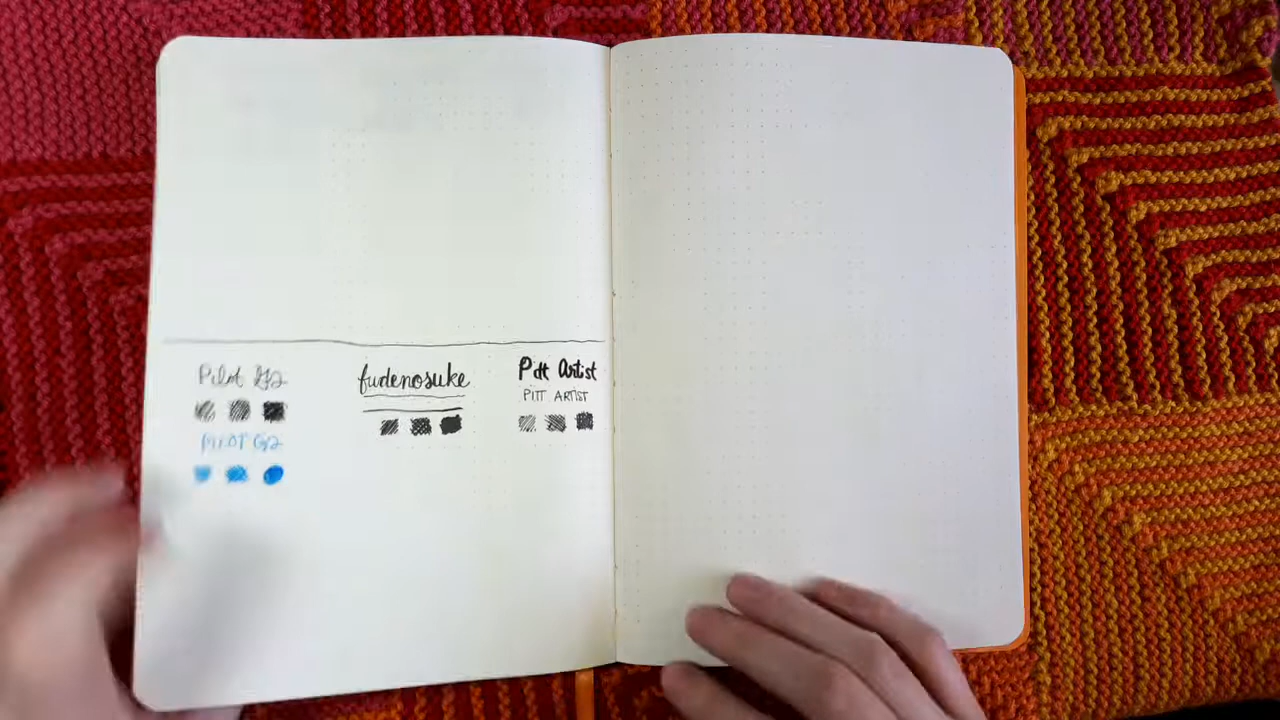 Pilot G2
PILOT G2
fudenosuke
Pitt Artist
PITT ARTIST